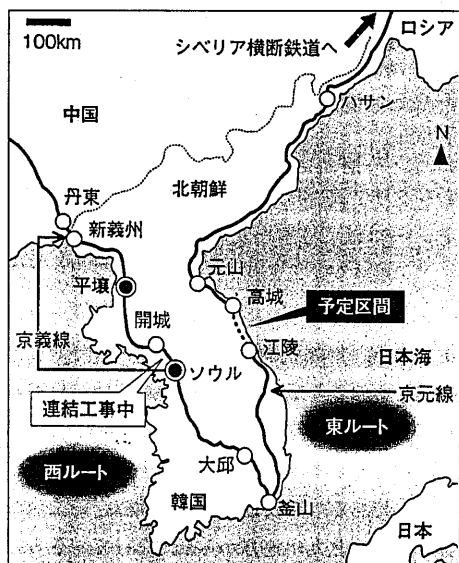 100km
シベリア横断鉄道へ
ロシア
ハサン
中国
N
北朝鮮
丹東
新義州
元山
平壌
高城
予定区間
開城
江陵
日本海
京義線
ソウル
京元線
連結工事中
東ルート
西ルート
大邱
韓国
釜山
日本